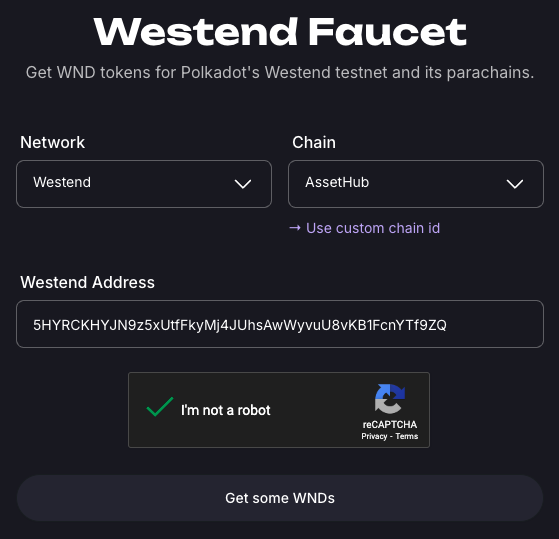 Westend Faucet
Get WND tokens for Polkadot's Westend testnet and its parachains.
Network
Chain
Westend
AssetHub
→ Use custom chain id
Westend Address
5HYRCKHYJN9z5xUtfFkyMj4JUhsAwWyvuU8vKB1FcnYTf9ZQ
I'm not a robot
reCAPTCHA
Privacy - Terms
Get some WNDs